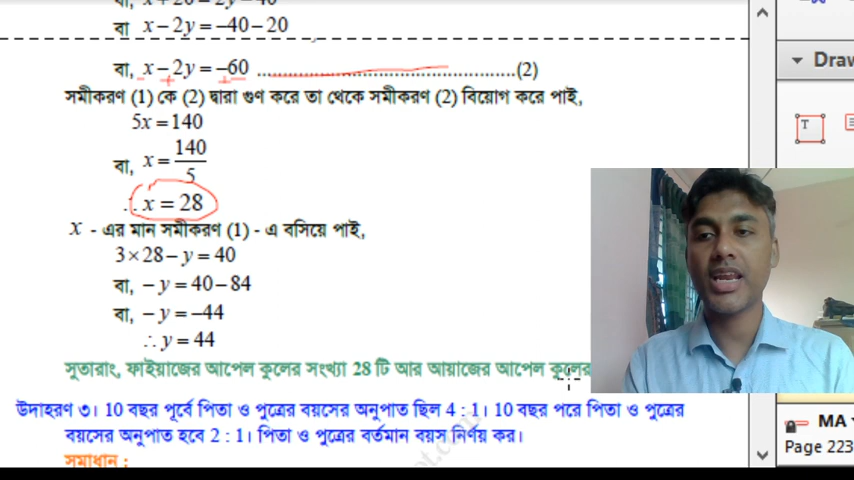 বা x − 2y = −40 − 20
বা, x − 2y = −60 ............................................................(2)
সমীকরণ (1) কে (2) দ্বারা গুণ করে তা থেকে সমীকরণ (2) বিয়োগ করে পাই,
5x = 140
বা, x = 140/5
∴ x = 28
x - এর মান সমীকরণ (1) - এ বসিয়ে পাই,
3 × 28 − y = 40
বা, −y = 40 − 84
বা, −y = −44
∴ y = 44
সুতারাং, ফাইয়াজের আপেল কুলের সংখ্যা 28 টি আর আয়াজের আপেল কুলের
উদাহরণ ৩। 10 বছর পূর্বে পিতা ও পুত্রের বয়সের অনুপাত ছিল 4 : 1। 10 বছর পরে পিতা ও পুত্রের
বয়সের অনুপাত হবে 2 : 1। পিতা ও পুত্রের বর্তমান বয়স নির্ণয় কর।
সমাধান :
Draw
T
MA
Page 223